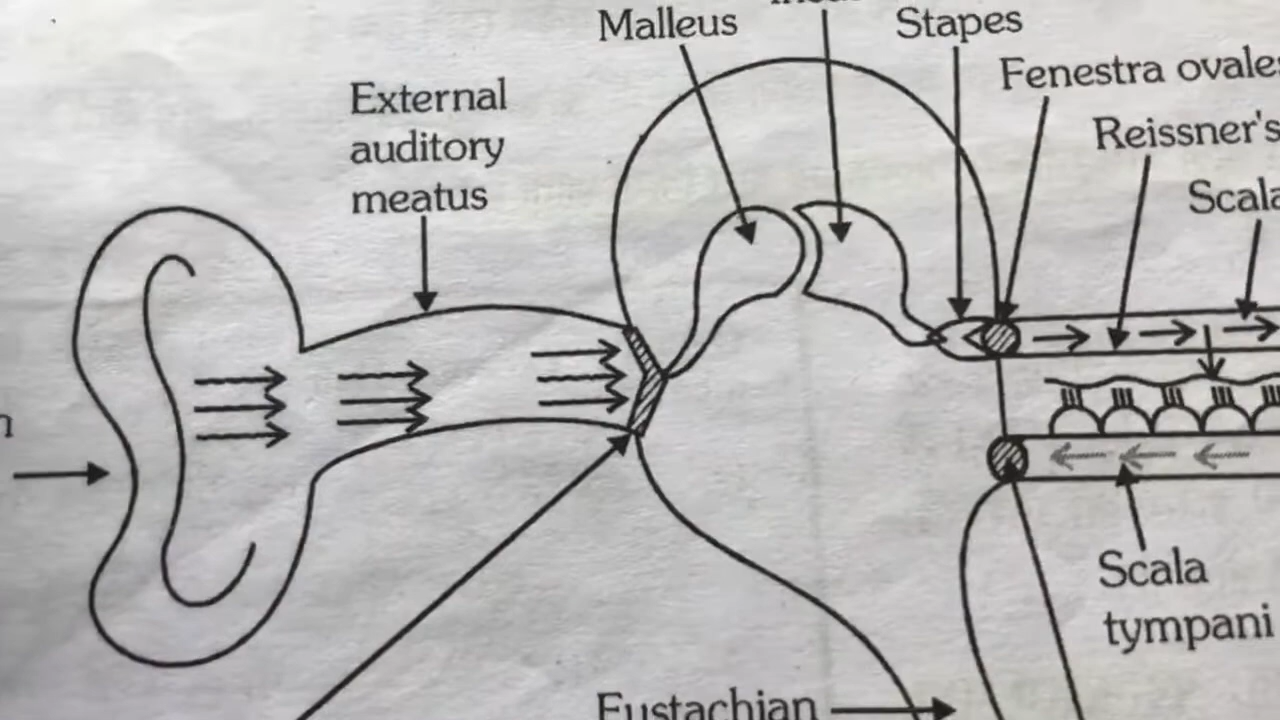 Malleus
Stapes
Fenestra ovale
Reissner's
External
auditory
meatus
Scala
Scala
tympani
Eustachian